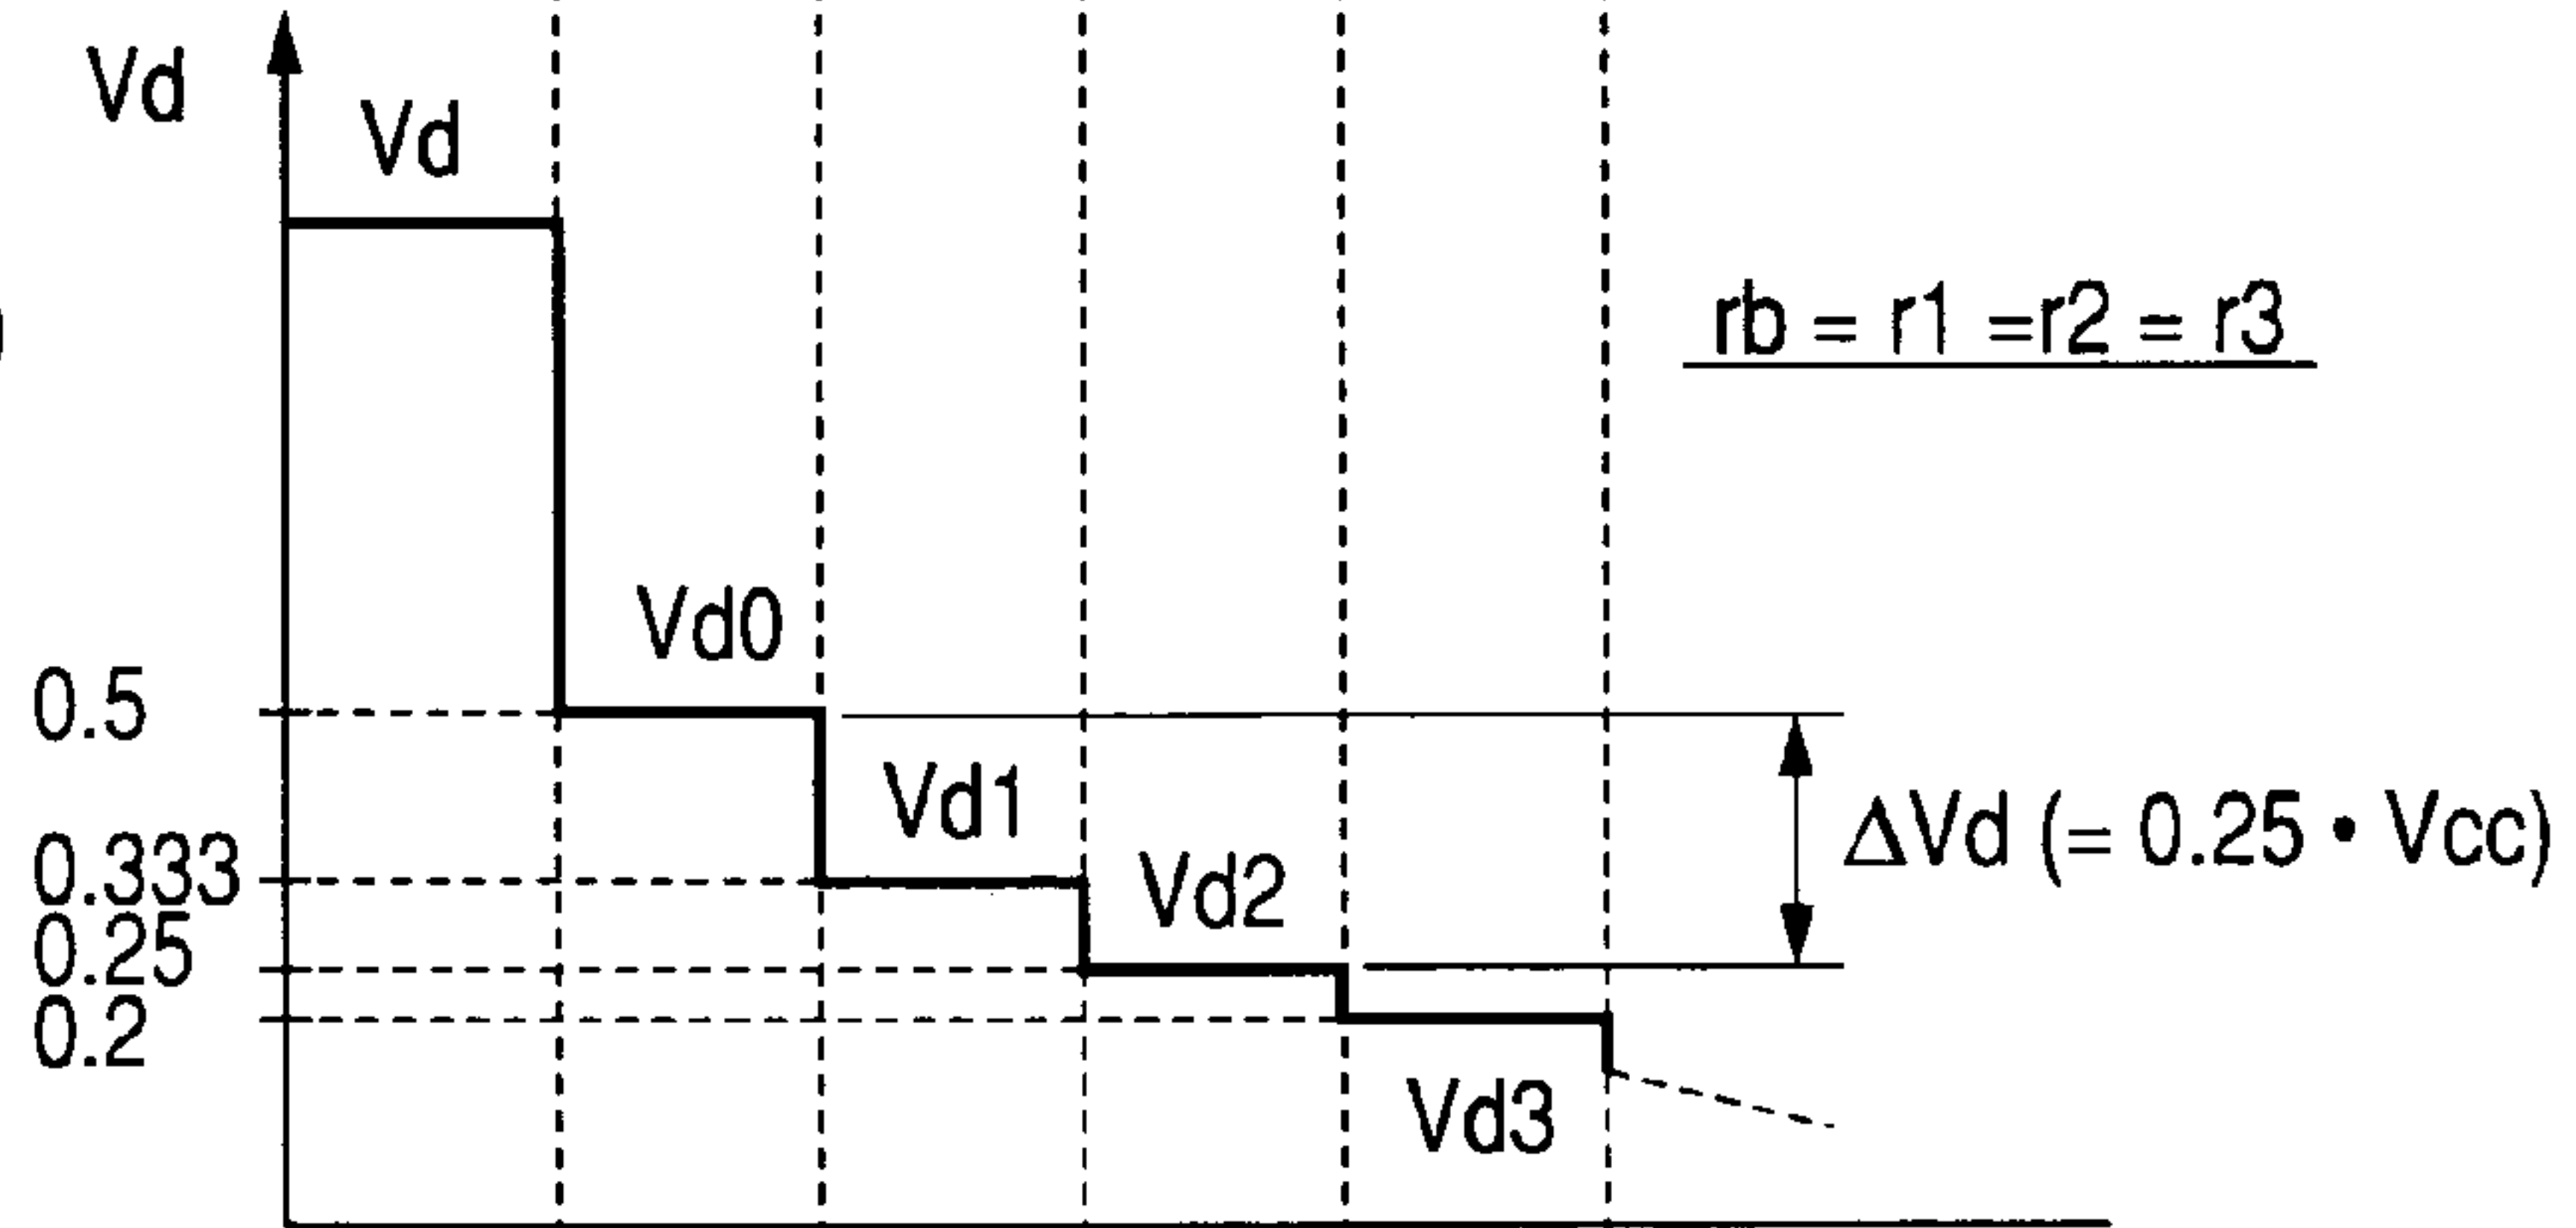 Vd
Vd
rb = r1 =r2 = r3
Vd0
0.5
Vd1
ΔVd (= 0.25 • Vcc)
0.333
Vd2
0.25
0.2
Vd3